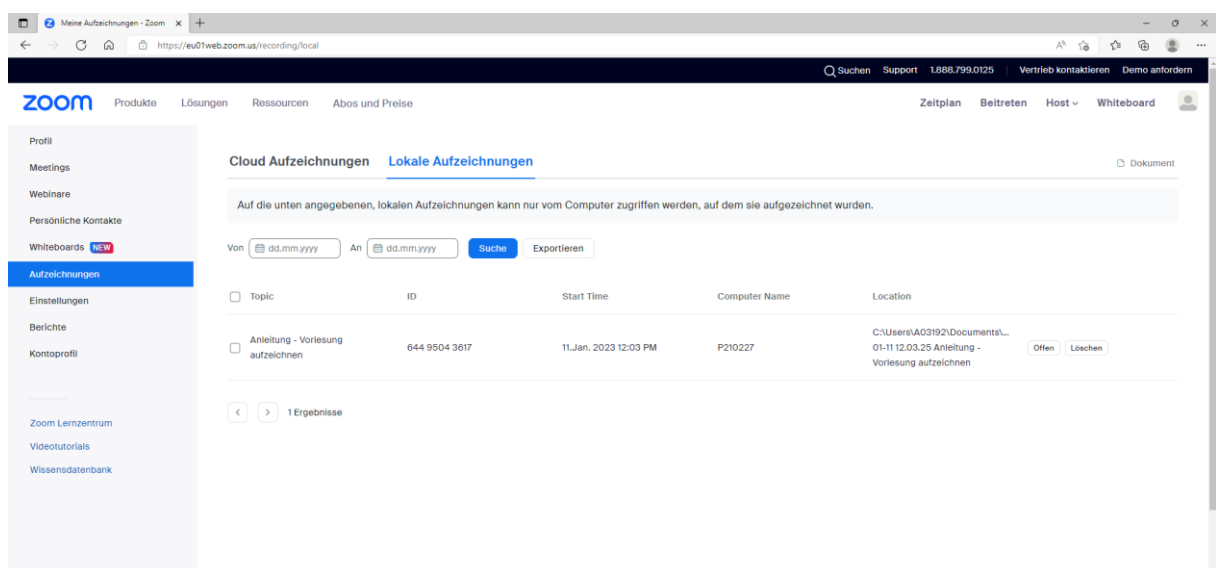 Meine Aufzeichnungen - Zoom
https://eu01web.zoom.us/recording/local
Suchen Support 1.888.799.0125 Vertrieb kontaktieren Demo anfordern
zoom Produkte Lösungen Ressourcen Abos und Preise Zeitplan Beitreten Host Whiteboard
Profil
Meetings
Webinare
Persönliche Kontakte
Whiteboards NEW
Aufzeichnungen
Einstellungen
Berichte
Kontoprofil
Zoom Lernzentrum
Videotutorials
Wissensdatenbank
Cloud Aufzeichnungen Lokale Aufzeichnungen Dokument
Auf die unten angegebenen, lokalen Aufzeichnungen kann nur vom Computer zugriffen werden, auf dem sie aufgezeichnet wurden.
Von dd.mm.yyyy An dd.mm.yyyy Suche Exportieren
Topic ID Start Time Computer Name Location
Anleitung - Vorlesung
aufzeichnen
644 9504 3617
11.Jan. 2023 12:03 PM
P210227
C:\Users\A03192\Documents\...
01-11 12.03.25 Anleitung -
Vorlesung aufzeichnen
Offen Löschen
1 Ergebnisse